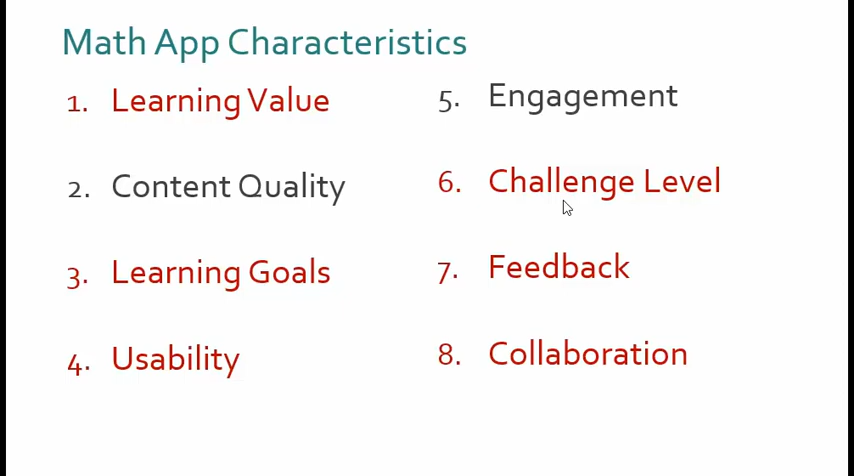 Math App Characteristics
1. Learning Value
2. Content Quality
3. Learning Goals
4. Usability
5. Engagement
6. Challenge Level
7. Feedback
8. Collaboration